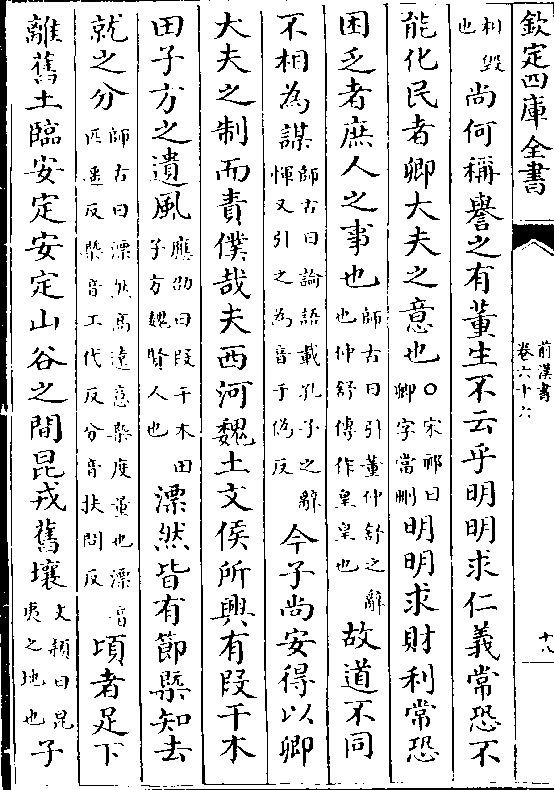 欽定四庫全書
前漢書
卷六十六
十八
利毀
也
尚何稱譽之有董生不云乎明明求仁義常恐不
能化民者卿大夫之意也
○宋祁曰
卿字當刪
明明求財利常恐
困乏者庶人之事也
師古曰引董仲舒之辭
也仲舒傳作皇皇也
故道不同
不相為謀
師古曰論語載孔子之辭
惲又引之為音于偽反
今子尚安得以卿
大夫之制而責僕哉夫西河魏土文侯所興有段干木
田子方之遺風
應劭曰段干木田
子方魏賢人也
漂然皆有節槩知去
就之分
師古曰漂然高遠意槩度量也漂音
匹遙反槩音工代反分音扶問反
頃者足下
離舊土臨安定安定山谷之間昆戎舊壤
文穎曰昆
夷之地也
子